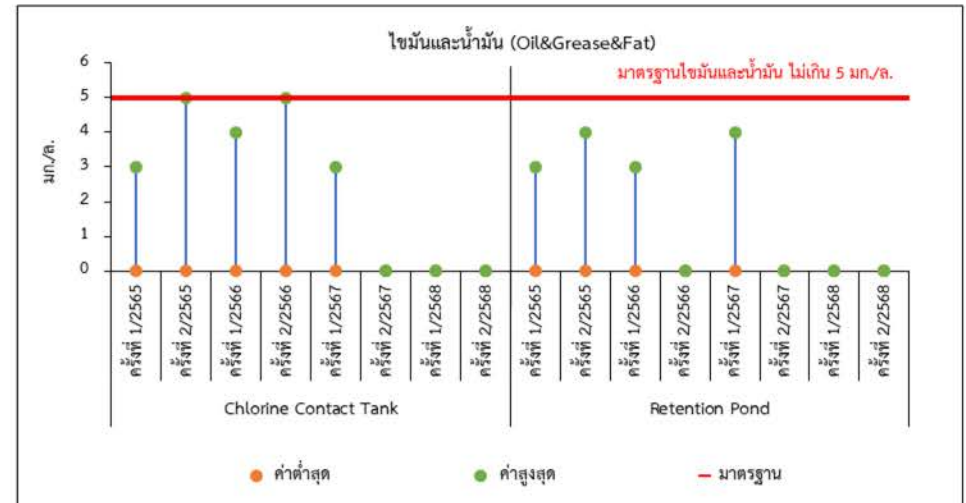 ไขมันและน้ำมัน (Oil&Grease&Fat)
มาตรฐานไขมันและน้ำมัน ไม่เกิน 5 มก./ล.
มก./ล.
6
5
4
3
2
1
0
ครั้งที่ 1/2565
ครั้งที่ 2/2565
ครั้งที่ 1/2566
ครั้งที่ 2/2566
ครั้งที่ 1/2567
ครั้งที่ 2/2567
ครั้งที่ 1/2568
ครั้งที่ 2/2568
ครั้งที่ 1/2565
ครั้งที่ 2/2565
ครั้งที่ 1/2566
ครั้งที่ 2/2566
ครั้งที่ 1/2567
ครั้งที่ 2/2567
ครั้งที่ 1/2568
ครั้งที่ 2/2568
Chlorine Contact Tank
Retention Pond
ค่าต่ำสุด
ค่าสูงสุด
มาตรฐาน